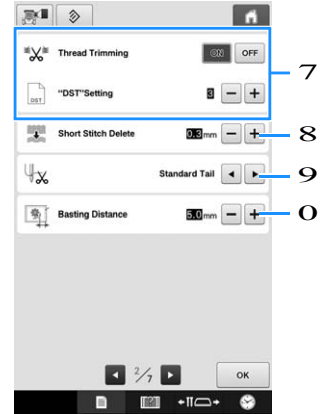 Thread Trimming ON OFF
7
DST "DST"Setting 3 − +
Short Stitch Delete 0.3mm − + 8
Standard Tail 9
Basting Distance 5.0mm − + 0
2/7 OK